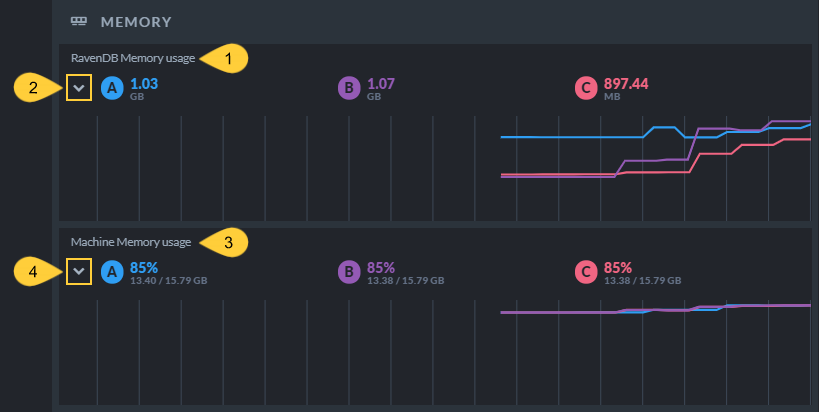 MEMORY
RavenDB Memory usage 1
2 A 1.03 B 1.07 C 897.44
GB GB MB
Machine Memory usage 3
4 A 85% B 85% C 85%
13.40 / 15.79 GB 13.38 / 15.79 GB 13.38 / 15.79 GB